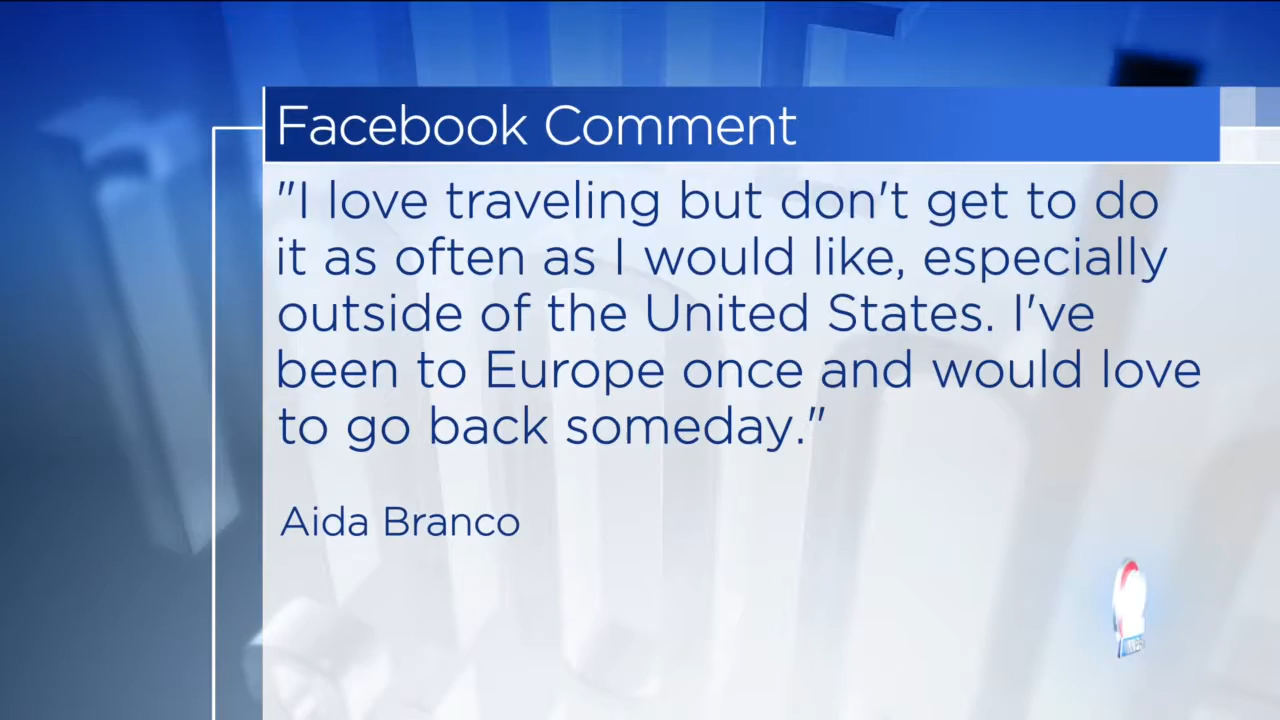 Facebook Comment
"I love traveling but don't get to do
it as often as I would like, especially
outside of the United States. I've
been to Europe once and would love
to go back someday."
Aida Branco